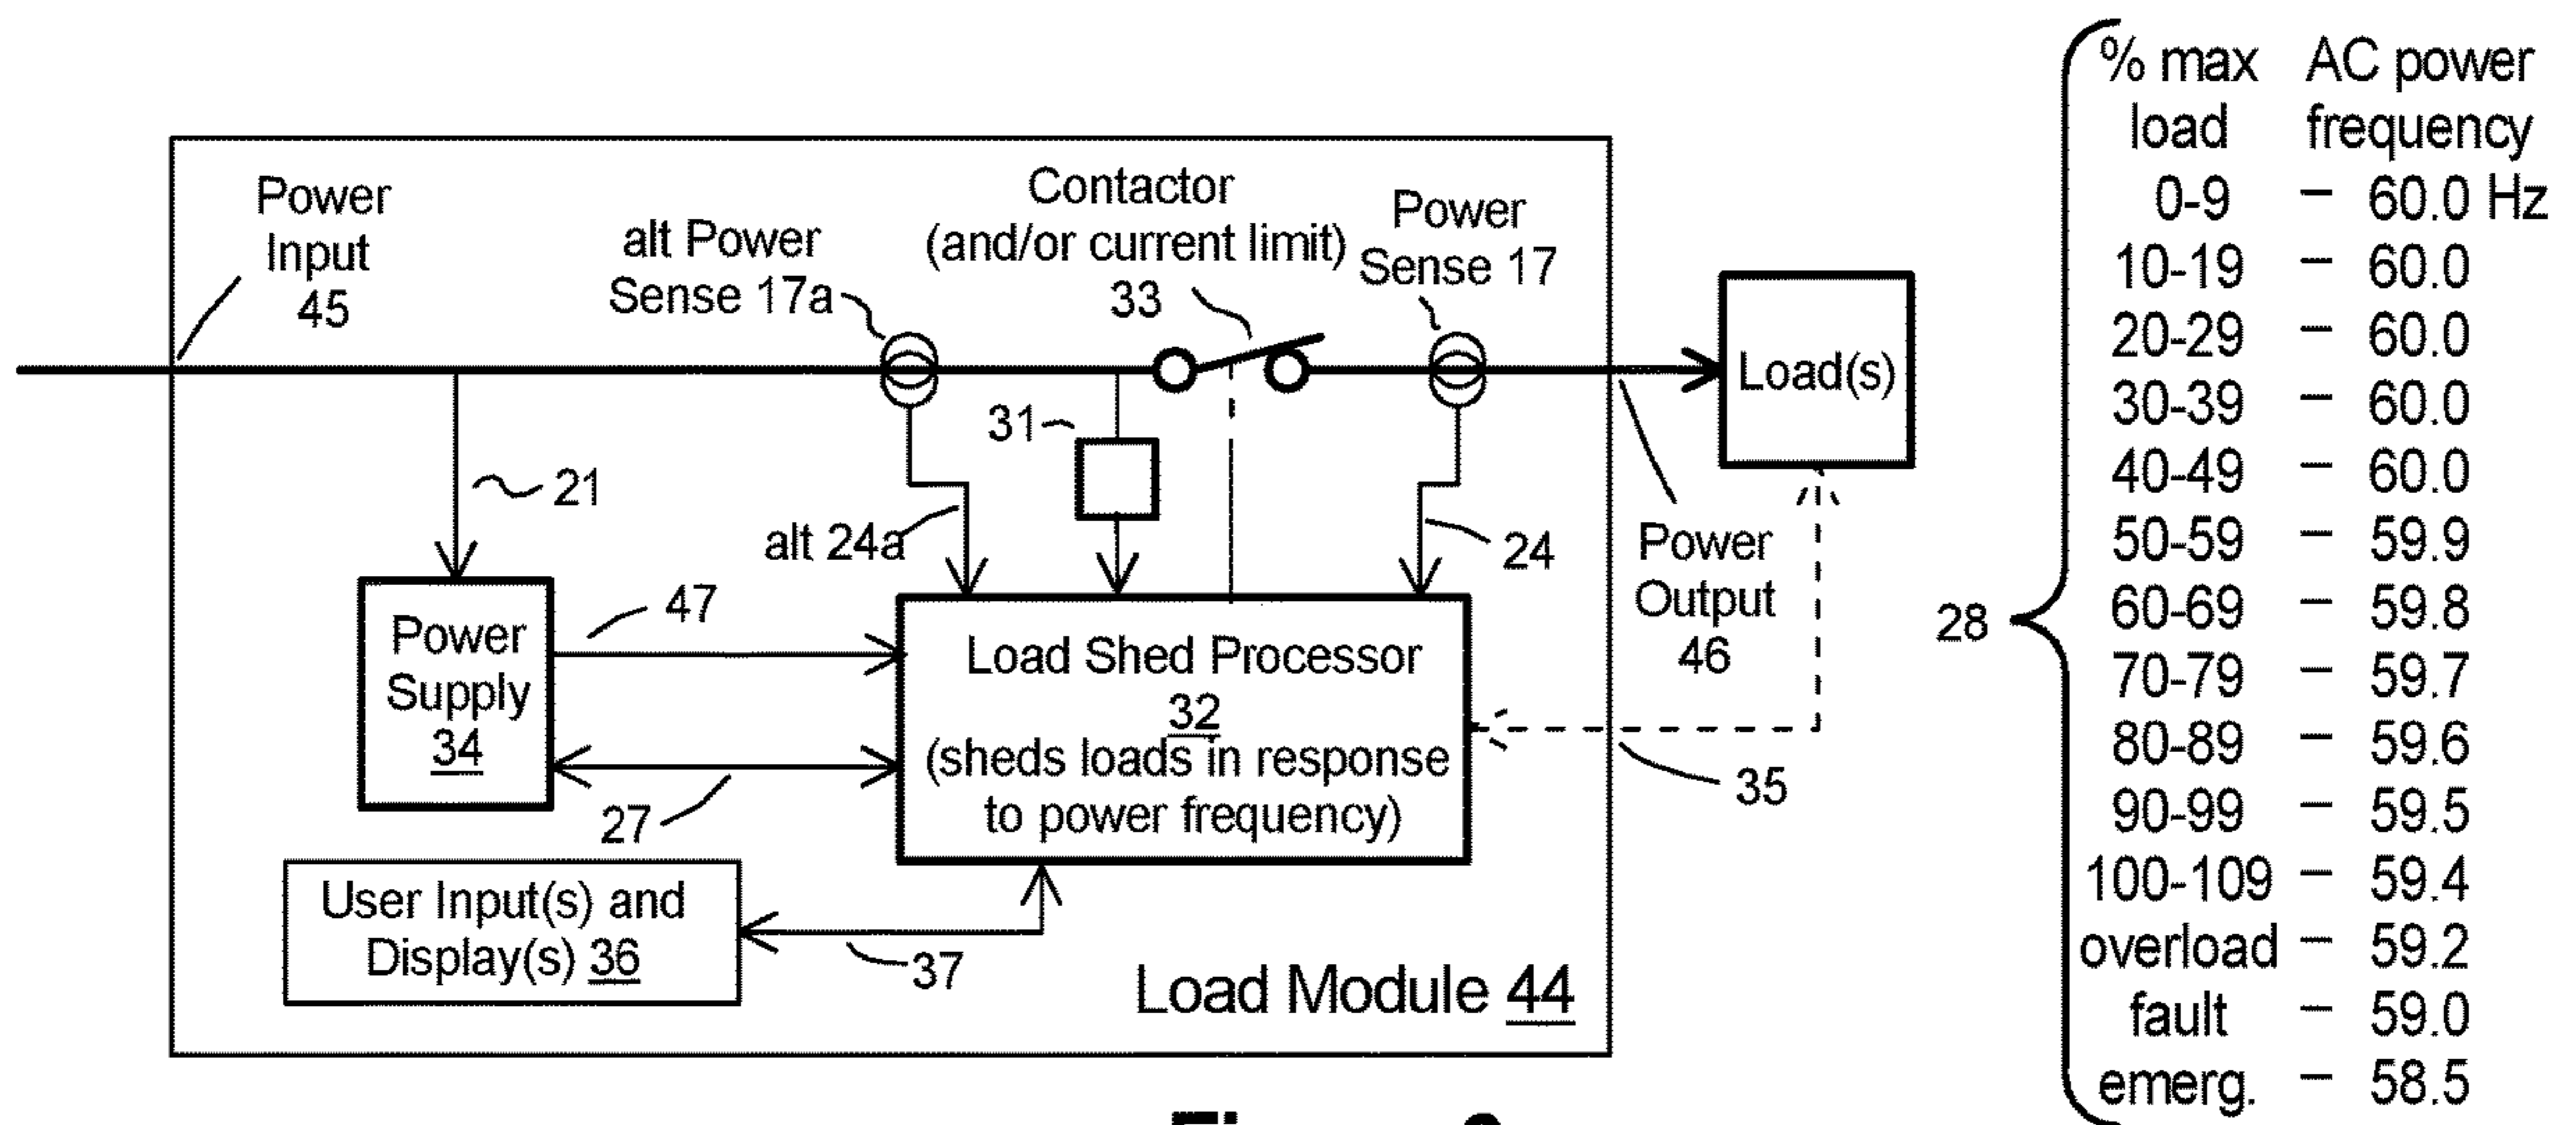 Power
Input
45
alt Power
Sense 17a
Contactor
(and/or current limit)
33
Power
Sense 17
Load(s)
31
21
alt 24a
24
Power
Output
46
Power
Supply
34
47
27
Load Shed Processor
32
(sheds loads in response
to power frequency)
35
User Input(s) and
Display(s) 36
37
Load Module 44
28
% max AC power
load frequency
0-9 – 60.0 Hz
10-19 – 60.0
20-29 – 60.0
30-39 – 60.0
40-49 – 60.0
50-59 – 59.9
60-69 – 59.8
70-79 – 59.7
80-89 – 59.6
90-99 – 59.5
100-109 – 59.4
overload – 59.2
fault – 59.0
emerg. – 58.5